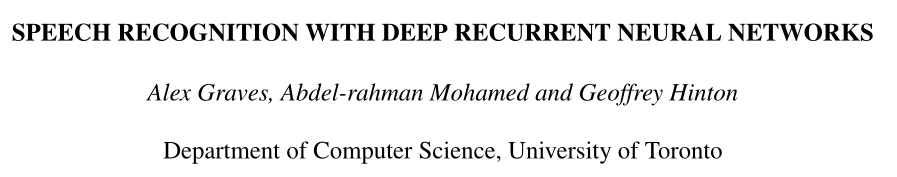 SPEECH RECOGNITION WITH DEEP RECURRENT NEURAL NETWORKS
Alex Graves, Abdel-rahman Mohamed and Geoffrey Hinton
Department of Computer Science, University of Toronto